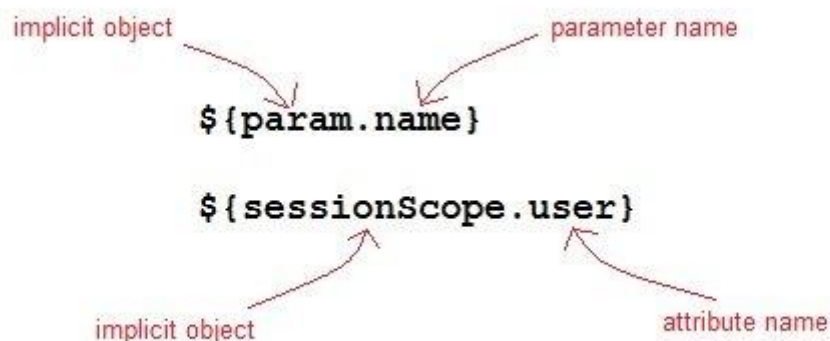 implicit object parameter name
${param.name}
${sessionScope.user}
implicit object attribute name